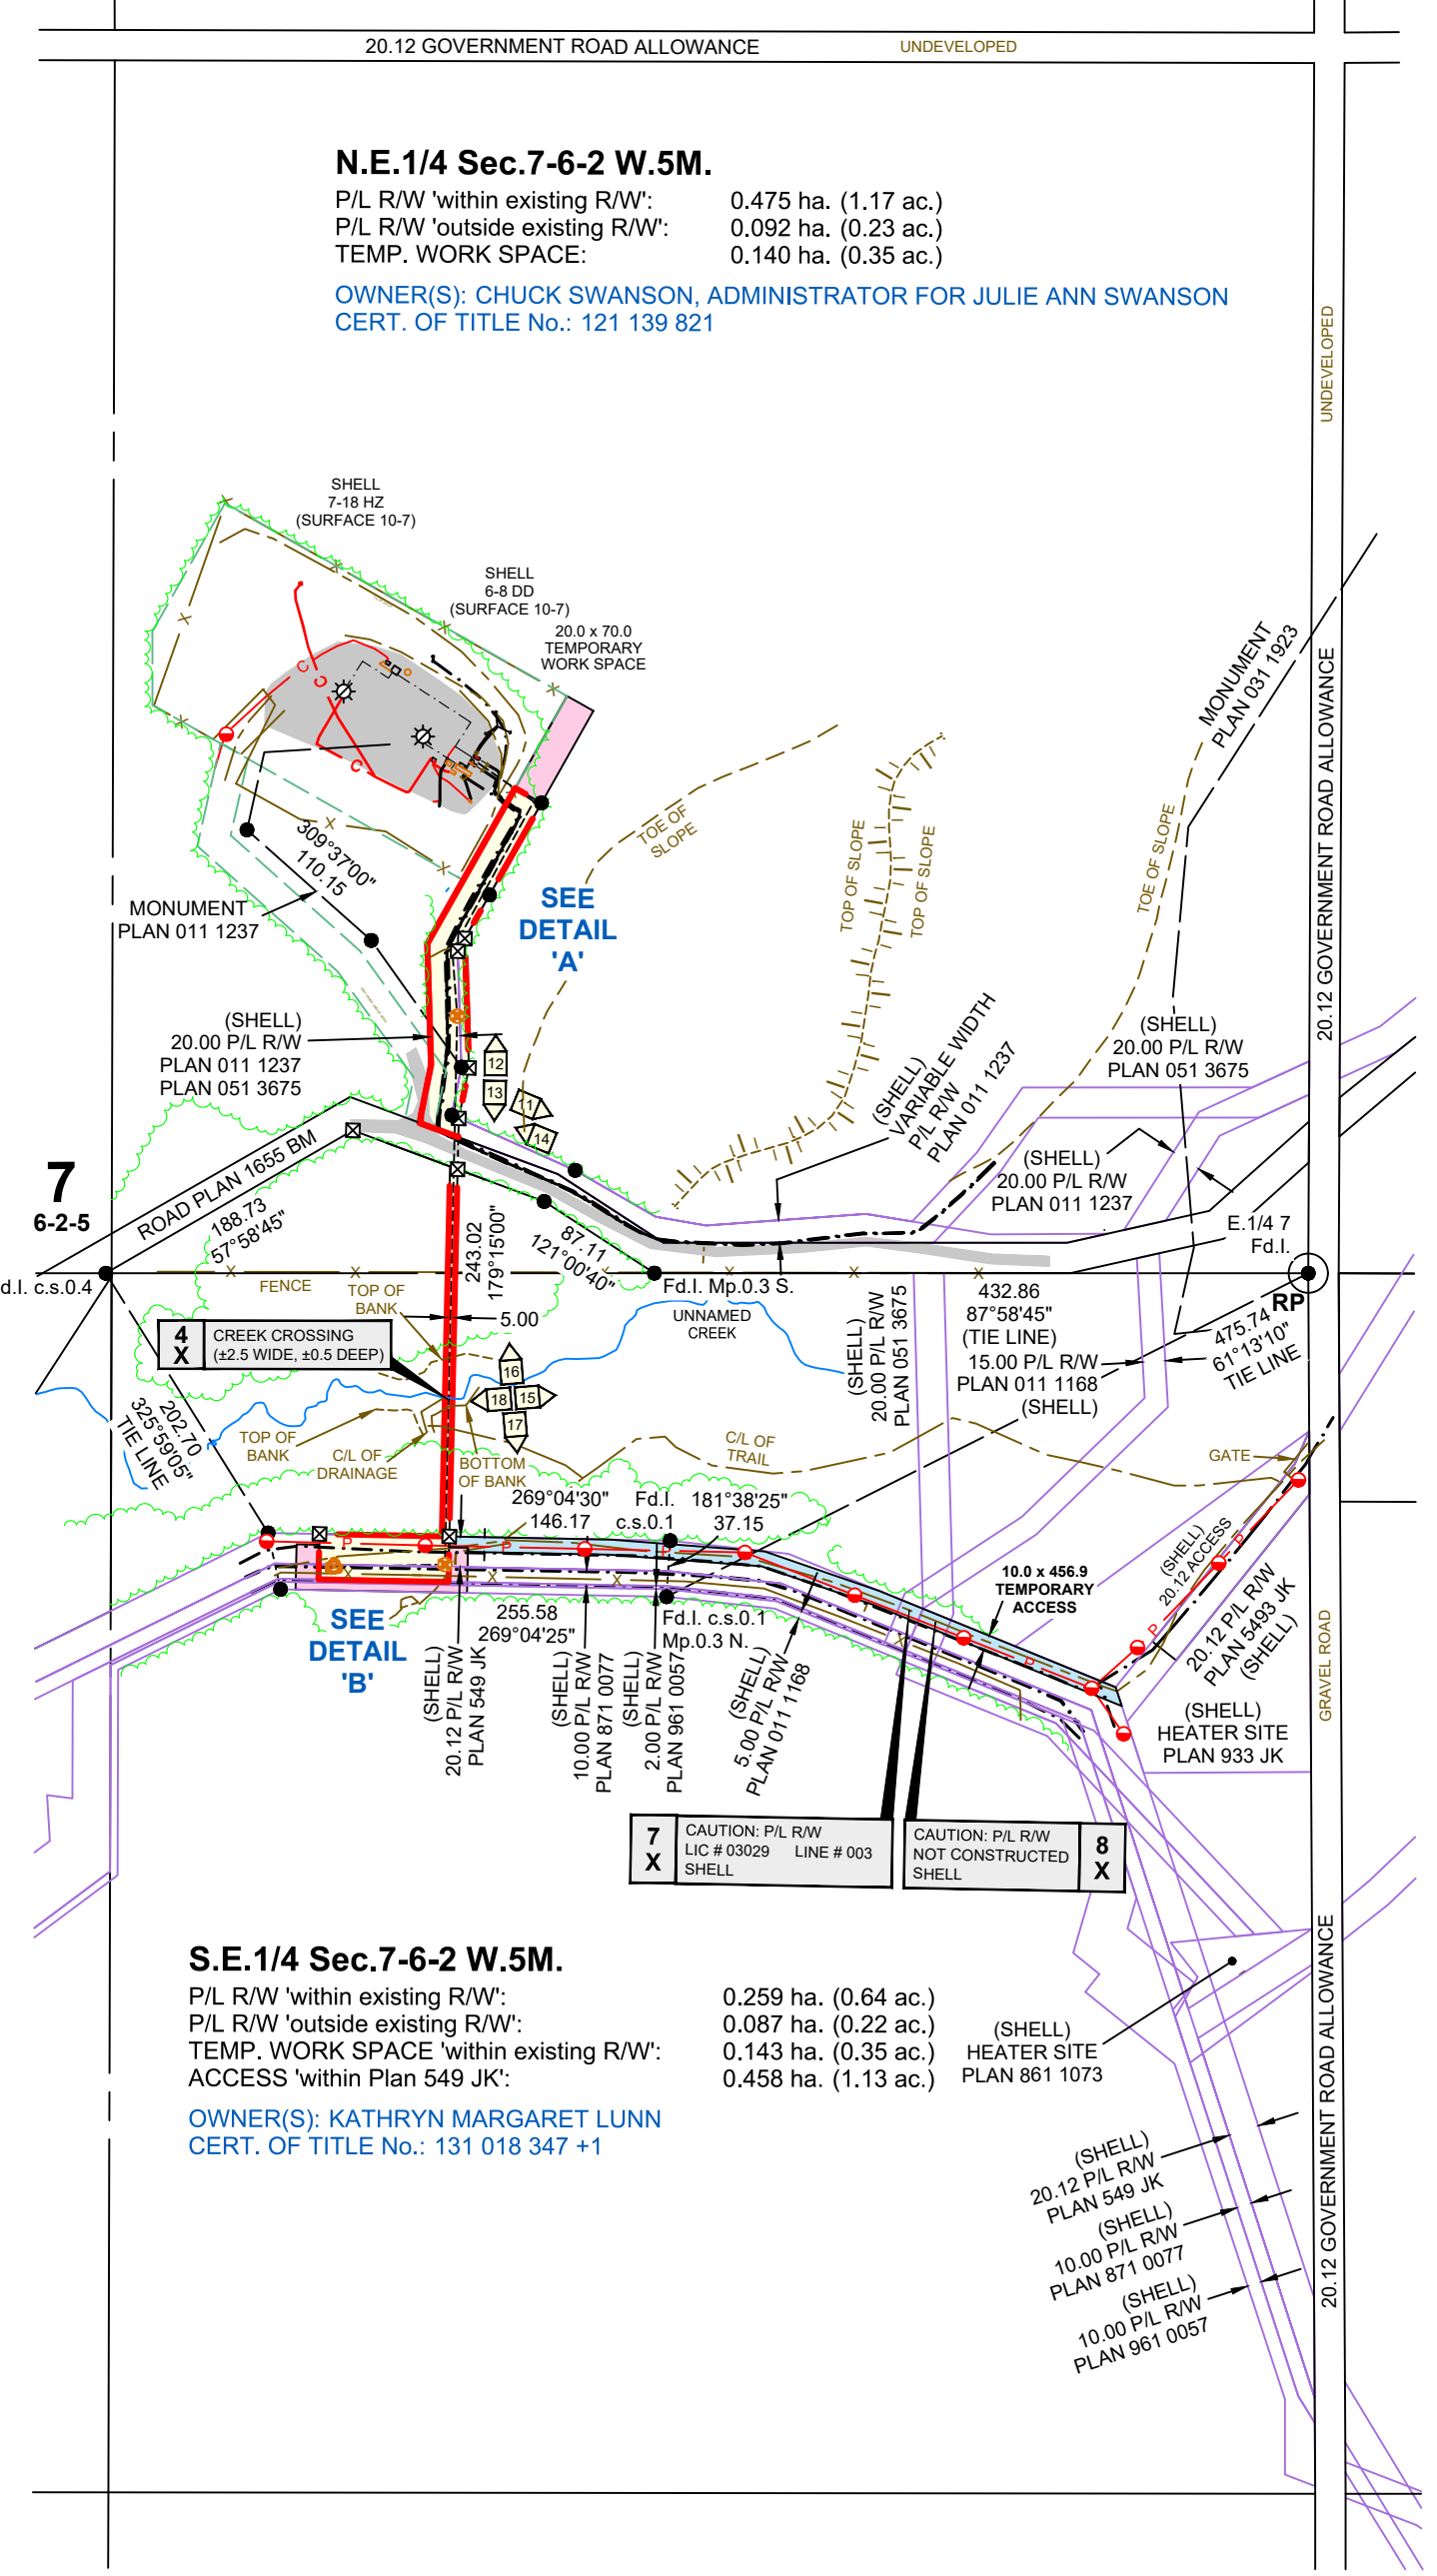 20.12 GOVERNMENT ROAD ALLOWANCE
UNDEVELOPED
N.E.1/4 Sec.7-6-2 W.5M.
P/L R/W 'within existing R/W': 0.475 ha. (1.17 ac.)
P/L R/W 'outside existing R/W': 0.092 ha. (0.23 ac.)
TEMP. WORK SPACE: 0.140 ha. (0.35 ac.)
OWNER(S): CHUCK SWANSON, ADMINISTRATOR FOR JULIE ANN SWANSON
CERT. OF TITLE No.: 121 139 821
UNDEVELOPED
SHELL
7-18 HZ
(SURFACE 10-7)
SHELL
6-8 DD
(SURFACE 10-7)
20.0 x 70.0
TEMPORARY
WORK SPACE
MONUMENT
PLAN 031 1923
20.12 GOVERNMENT ROAD ALLOWANCE
C
C
C
309°37'00"
110.15
MONUMENT
PLAN 011 1237
TOE OF
SLOPE
TOP OF SLOPE
TOP OF SLOPE
TOE OF SLOPE
SEE
DETAIL
'A'
(SHELL)
20.00 P/L R/W
PLAN 011 1237
PLAN 051 3675
12
13
11
14
(SHELL)
VARIABLE WIDTH
P/L R/W
PLAN 011 1237
(SHELL)
20.00 P/L R/W
PLAN 051 3675
(SHELL)
20.00 P/L R/W
PLAN 011 1237
7
6-2-5
ROAD PLAN 1655 BM
188.73
57°58'45"
243.02
179°15'00"
87.11
121°00'40"
E.1/4 7
Fd.I.
RP
d.I. c.s.0.4
FENCE
TOP OF
BANK
Fd.I. Mp.0.3 S.
UNNAMED
CREEK
5.00
432.86
87°58'45"
(TIE LINE)
475.74
61°13'10"
TIE LINE
4
X
CREEK CROSSING
(±2.5 WIDE, ±0.5 DEEP)
(SHELL)
20.00 P/L R/W
PLAN 051 3675
15.00 P/L R/W
PLAN 011 1168
(SHELL)
16
18
15
17
202.70
325°59'05"
TIE LINE
TOP OF
BANK
C/L OF
DRAINAGE
BOTTOM
OF BANK
C/L OF
TRAIL
GATE
269°04'30"
146.17
Fd.I.
c.s.0.1
181°38'25"
37.15
P
P
P
P
P
P
(SHELL)
20.12 ACCESS
10.0 x 456.9
TEMPORARY
ACCESS
20.12 P/L R/W
PLAN 5493 JK
(SHELL)
GRAVEL ROAD
SEE
DETAIL
'B'
255.58
269°04'25"
Fd.I. c.s.0.1
Mp.0.3 N.
(SHELL)
20.12 P/L R/W
PLAN 549 JK
(SHELL)
10.00 P/L R/W
PLAN 871 0077
(SHELL)
2.00 P/L R/W
PLAN 961 0057
(SHELL)
5.00 P/L R/W
PLAN 011 1168
(SHELL)
HEATER SITE
PLAN 933 JK
7
X
CAUTION: P/L R/W
LIC # 03029 LINE # 003
SHELL
CAUTION: P/L R/W
NOT CONSTRUCTED
SHELL
8
X
S.E.1/4 Sec.7-6-2 W.5M.
P/L R/W 'within existing R/W': 0.259 ha. (0.64 ac.)
P/L R/W 'outside existing R/W': 0.087 ha. (0.22 ac.)
TEMP. WORK SPACE 'within existing R/W': 0.143 ha. (0.35 ac.)
ACCESS 'within Plan 549 JK': 0.458 ha. (1.13 ac.)
OWNER(S): KATHRYN MARGARET LUNN
CERT. OF TITLE No.: 131 018 347 +1
(SHELL)
HEATER SITE
PLAN 861 1073
20.12 GOVERNMENT ROAD ALLOWANCE
(SHELL)
20.12 P/L R/W
PLAN 549 JK
(SHELL)
10.00 P/L R/W
PLAN 871 0077
(SHELL)
10.00 P/L R/W
PLAN 961 0057